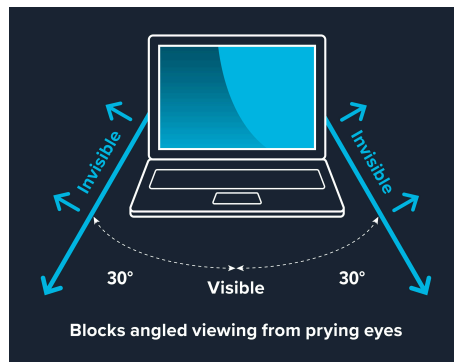 Invisible
Invisible
30°
30°
Visible
Blocks angled viewing from prying eyes